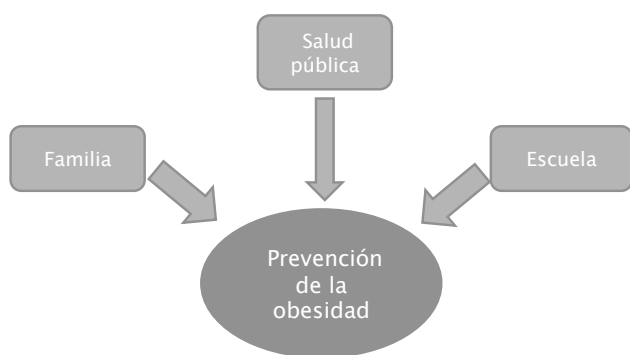 Salud
pública
Familia
Escuela
Prevención
de la
obesidad